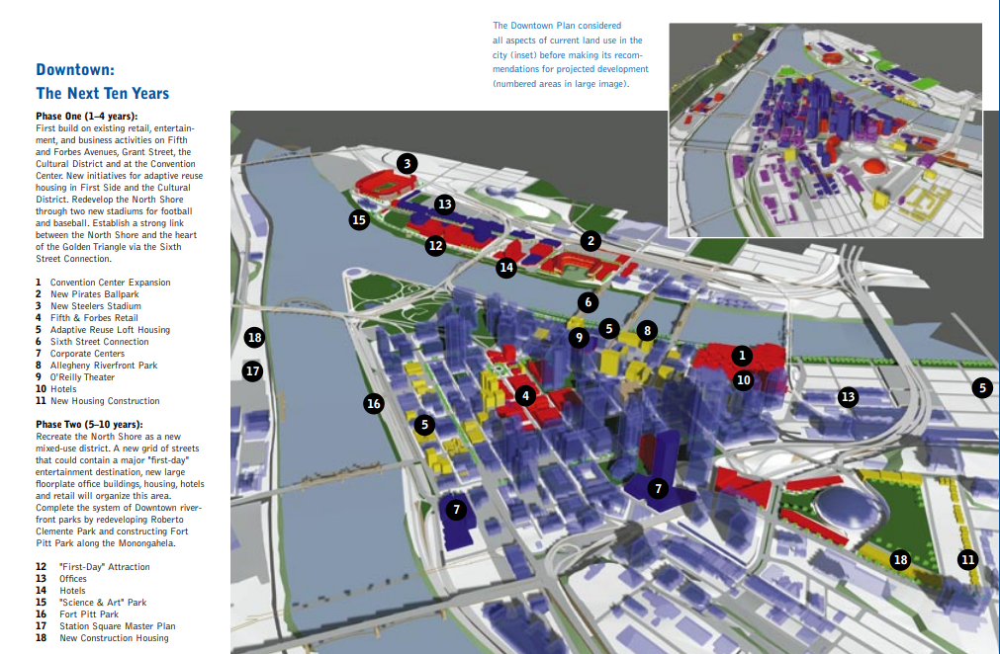 The Downtown Plan considered
all aspects of current land use in the
city (inset) before making its recom-
mendations for projected development
(numbered areas in large image).
Downtown:
The Next Ten Years
Phase One (1–4 years):
First build on existing retail, entertain-
ment, and business activities on Fifth
and Forbes Avenues, Grant Street, the
Cultural District and at the Convention
Center. New initiatives for adaptive reuse
housing in First Side and the Cultural
District. Redevelop the North Shore
through two new stadiums for football
and baseball. Establish a strong link
between the North Shore and the heart
of the Golden Triangle via the Sixth
Street Connection.
1 Convention Center Expansion
2 New Pirates Ballpark
3 New Steelers Stadium
4 Fifth & Forbes Retail
5 Adaptive Reuse Loft Housing
6 Sixth Street Connection
7 Corporate Centers
8 Allegheny Riverfront Park
9 O'Reilly Theater
10 Hotels
11 New Housing Construction
Phase Two (5–10 years):
Recreate the North Shore as a new
mixed-use district. A new grid of streets
that could contain a major "first-day"
entertainment destination, new large
floorplate office buildings, housing, hotels
and retail will organize this area.
Complete the system of Downtown river-
front parks by redeveloping Roberto
Clemente Park and constructing Fort
Pitt Park along the Monongahela.
12 "First-Day" Attraction
13 Offices
14 Hotels
15 "Science & Art" Park
16 Fort Pitt Park
17 Station Square Master Plan
18 New Construction Housing
3
13
15
12
2
14
6
5
8
9
18
1
17
10
5
4
13
16
5
7
7
18
11